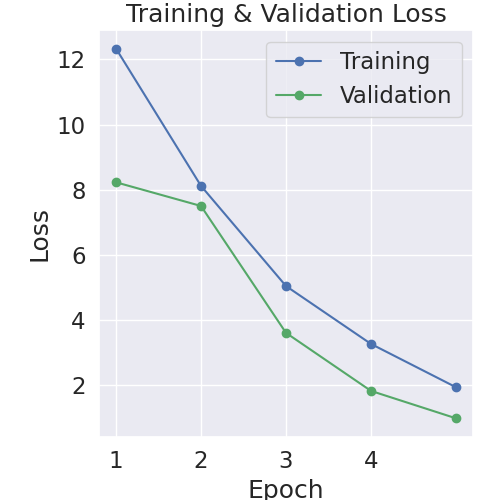 Training & Validation Loss
Training
Validation
Loss
12
10
8
6
4
2
1 2 3 4
Epoch